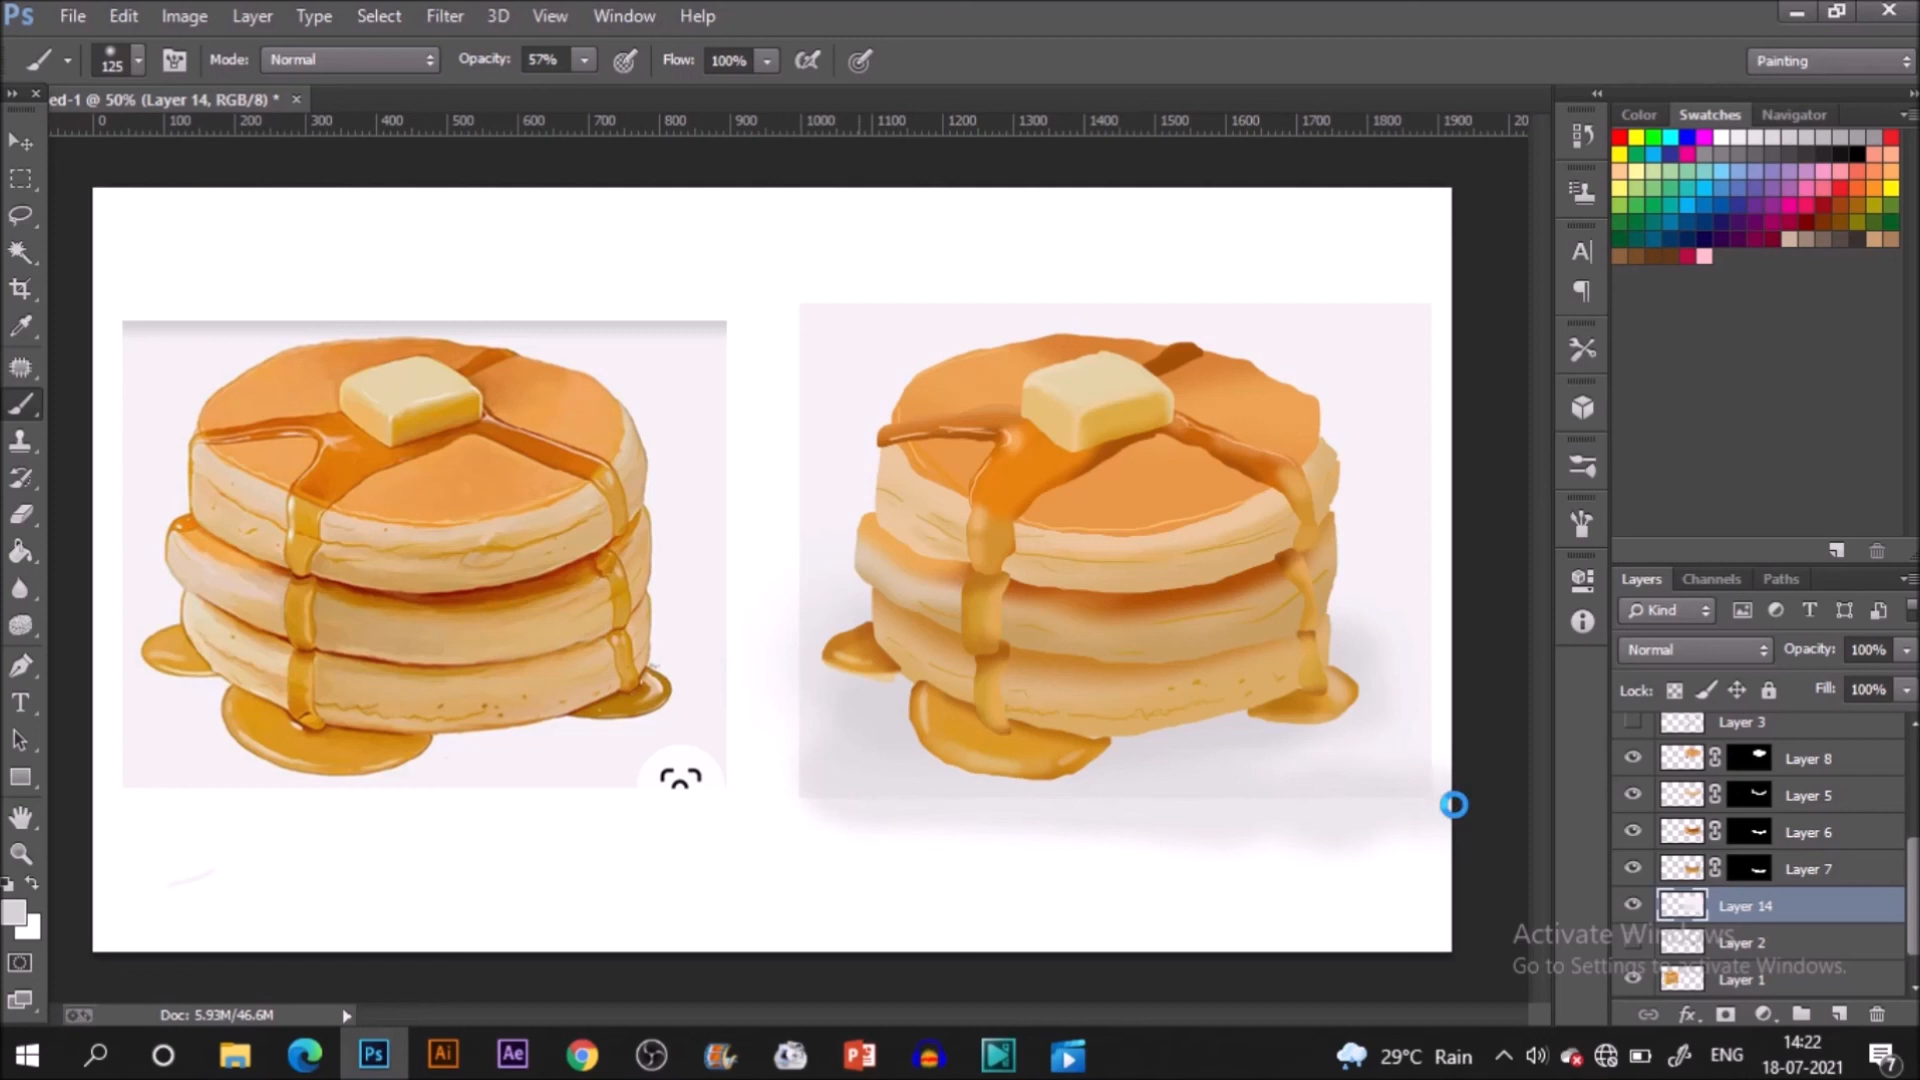 Ps File Edit Image Layer Type Select Filter 3D View Window Help
125 Mode: Normal Opacity: 57% Flow: 100% Painting
ed-1 @ 50% (Layer 14, RGB/8) * ×
0 100 200 300 400 500 600 700 800 900 1000 1100 1200 1300 1400 1500 1600 1700 1800 1900
Color Swatches Navigator
Layers Channels Paths
Kind
Normal Opacity: 100%
Lock: Fill: 100%
Layer 3
Layer 8
Layer 5
Layer 6
Layer 7
Layer 14
Layer 2
Layer 1
Activate Windows
Go to Settings to activate Windows.
Doc: 5.93M/46.6M
Ps Ai Ae 29°C Rain ENG 14:22
18-07-2021 7